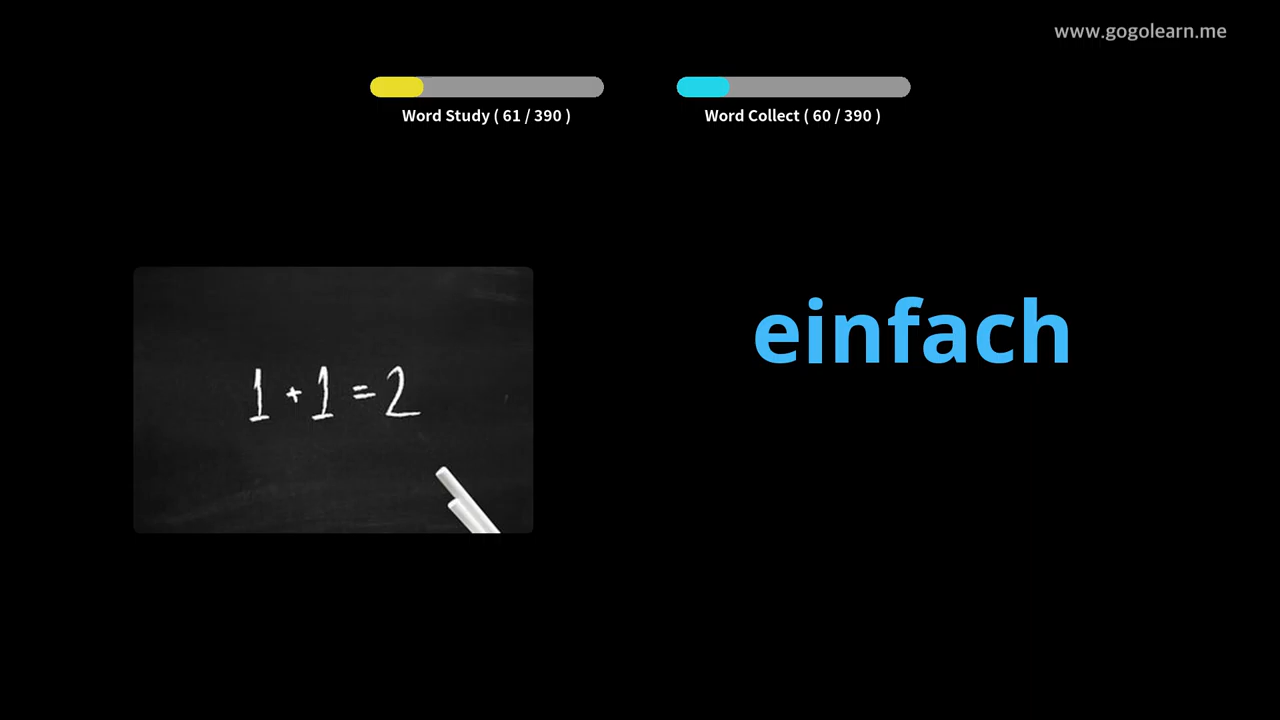 www.gogolearn.me
Word Study ( 61 / 390 )
Word Collect ( 60 / 390 )
einfach
1 + 1 = 2